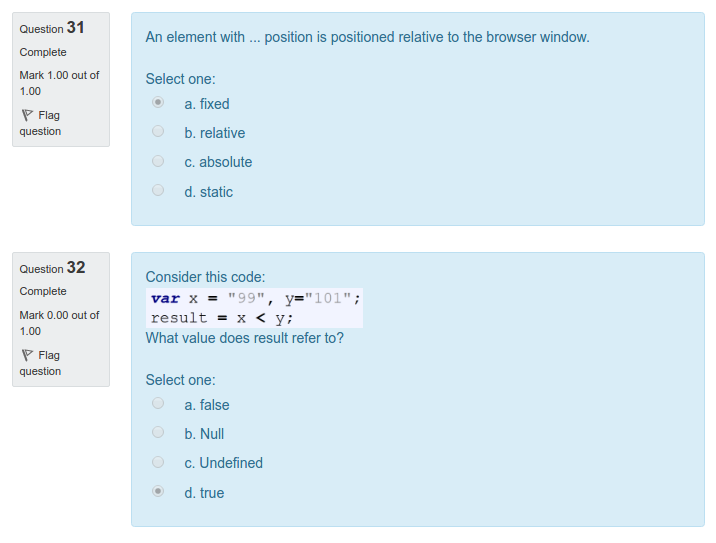 Question 31
Complete
Mark 1.00 out of
1.00
Flag
question
An element with ... position is positioned relative to the browser window.
Select one:
a. fixed
b. relative
c. absolute
d. static
Question 32
Complete
Mark 0.00 out of
1.00
Flag
question
Consider this code:
var x = "99", y="101";
result = x < y;
What value does result refer to?
Select one:
a. false
b. Null
c. Undefined
d. true